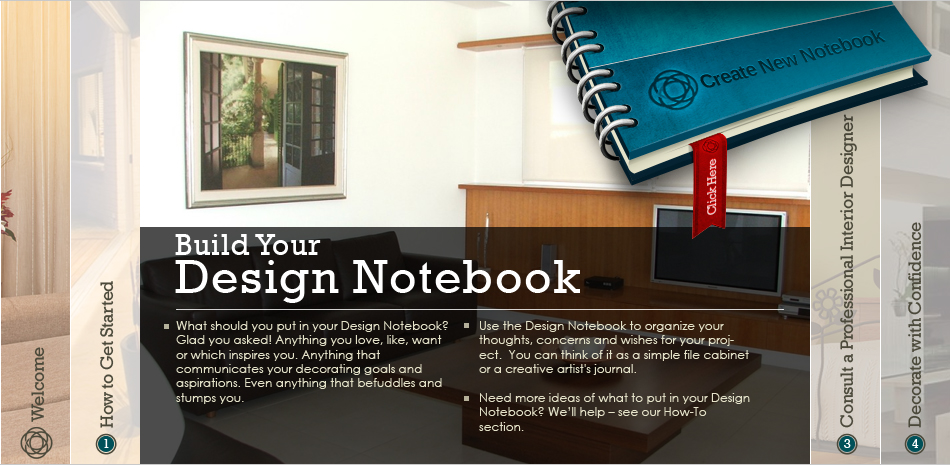 Welcome
1 How to Get Started
Create New Notebook
Click Here
Build Your
Design Notebook
What should you put in your Design Notebook?
Glad you asked! Anything you love, like, want
or which inspires you. Anything that
communicates your decorating goals and
aspirations. Even anything that befuddles and
stumps you.
Use the Design Notebook to organize your
thoughts, concerns and wishes for your proj-
ect.  You can think of it as a simple file cabinet
or a creative artist's journal.
Need more ideas of what to put in your Design
Notebook? We'll help – see our How-To
section.
3 Consult a Professional Interior Designer
4 Decorate with Confidence